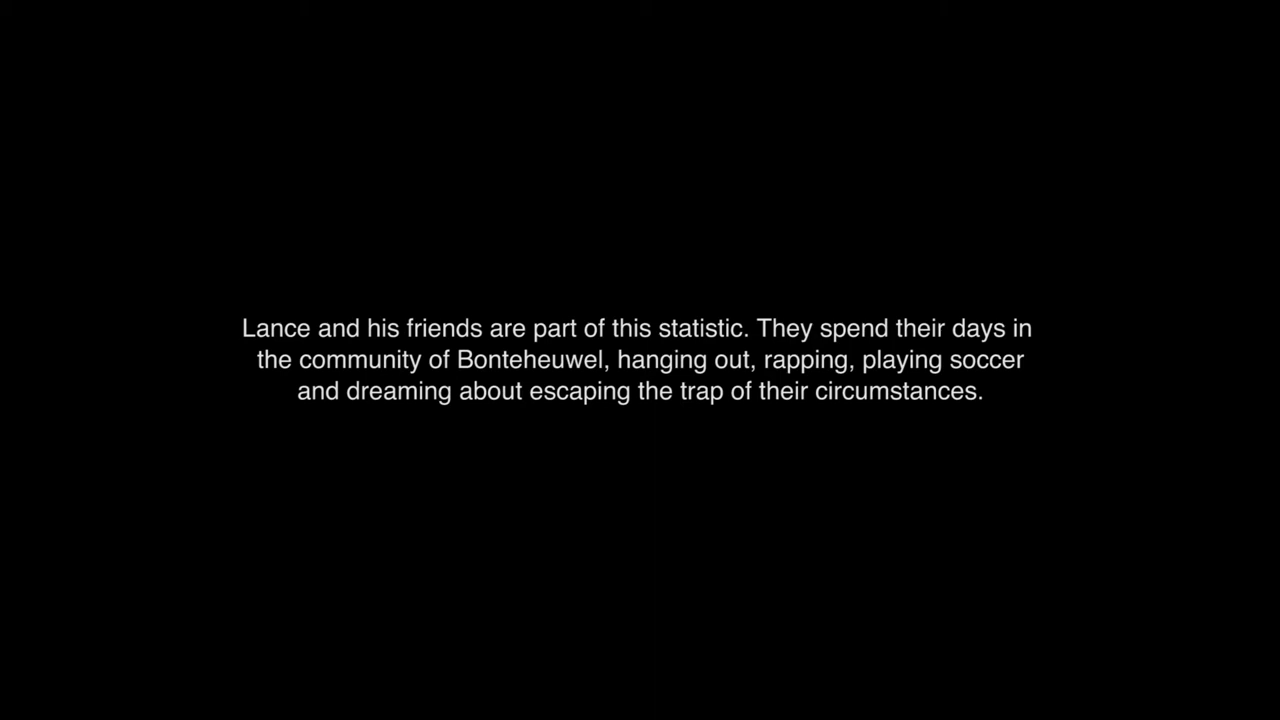 Lance and his friends are part of this statistic. They spend their days in
the community of Bonteheuwel, hanging out, rapping, playing soccer
and dreaming about escaping the trap of their circumstances.